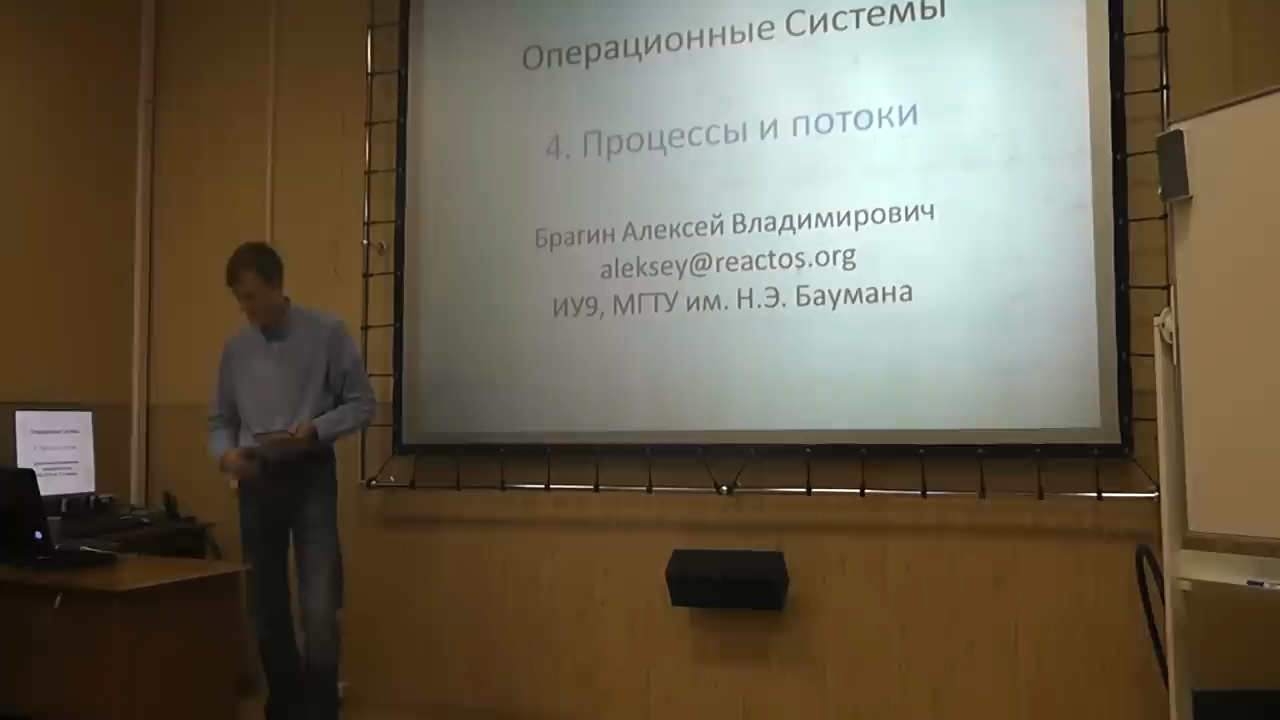 Операционные Системы
4. Процессы и потоки
Брагин Алексей Владимирович
aleksey@reactos.org
ИУ9, МГТУ им. Н.Э. Баумана